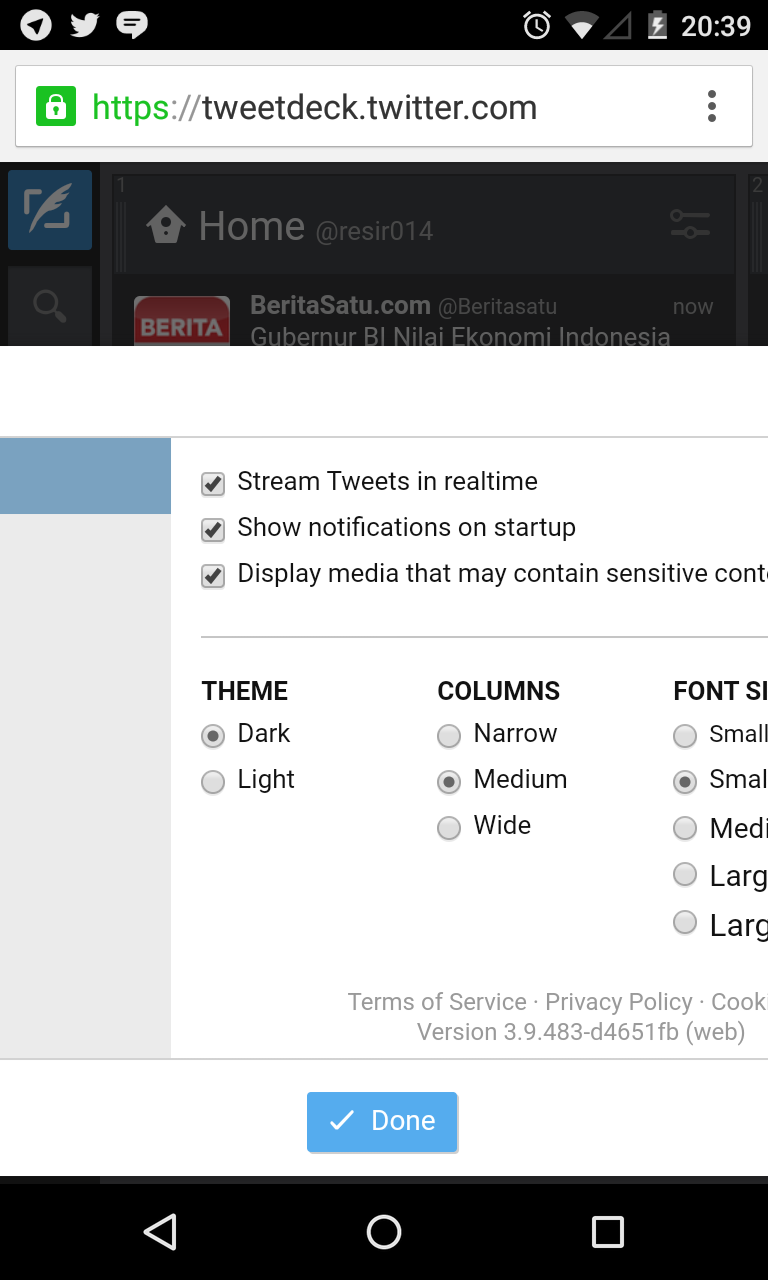 20:39
https://tweetdeck.twitter.com
1
2
Home @resir014
BERITA
BeritaSatu.com @Beritasatu now
Gubernur BI Nilai Ekonomi Indonesia
Stream Tweets in realtime
Show notifications on startup
Display media that may contain sensitive conte
THEME
Dark
Light
COLUMNS
Narrow
Medium
Wide
FONT SI
Small
Smal
Medi
Larg
Larg
Terms of Service · Privacy Policy · Cooki
Version 3.9.483-d4651fb (web)
Done